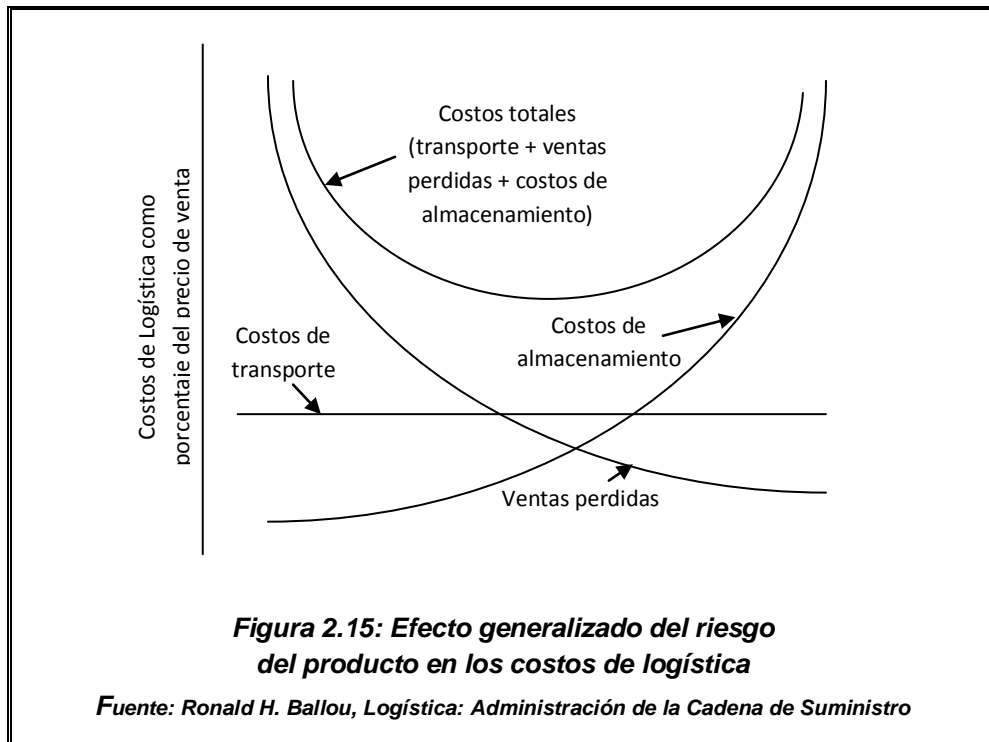 Costos totales
(transporte + ventas
perdidas + costos de
almacenamiento)
Costos de Logística como
porcentaje del precio de venta
Costos de
transporte
Costos de
almacenamiento
Ventas perdidas
Figura 2.15: Efecto generalizado del riesgo
del producto en los costos de logística
Fuente: Ronald H. Ballou, Logística: Administración de la Cadena de Suministro